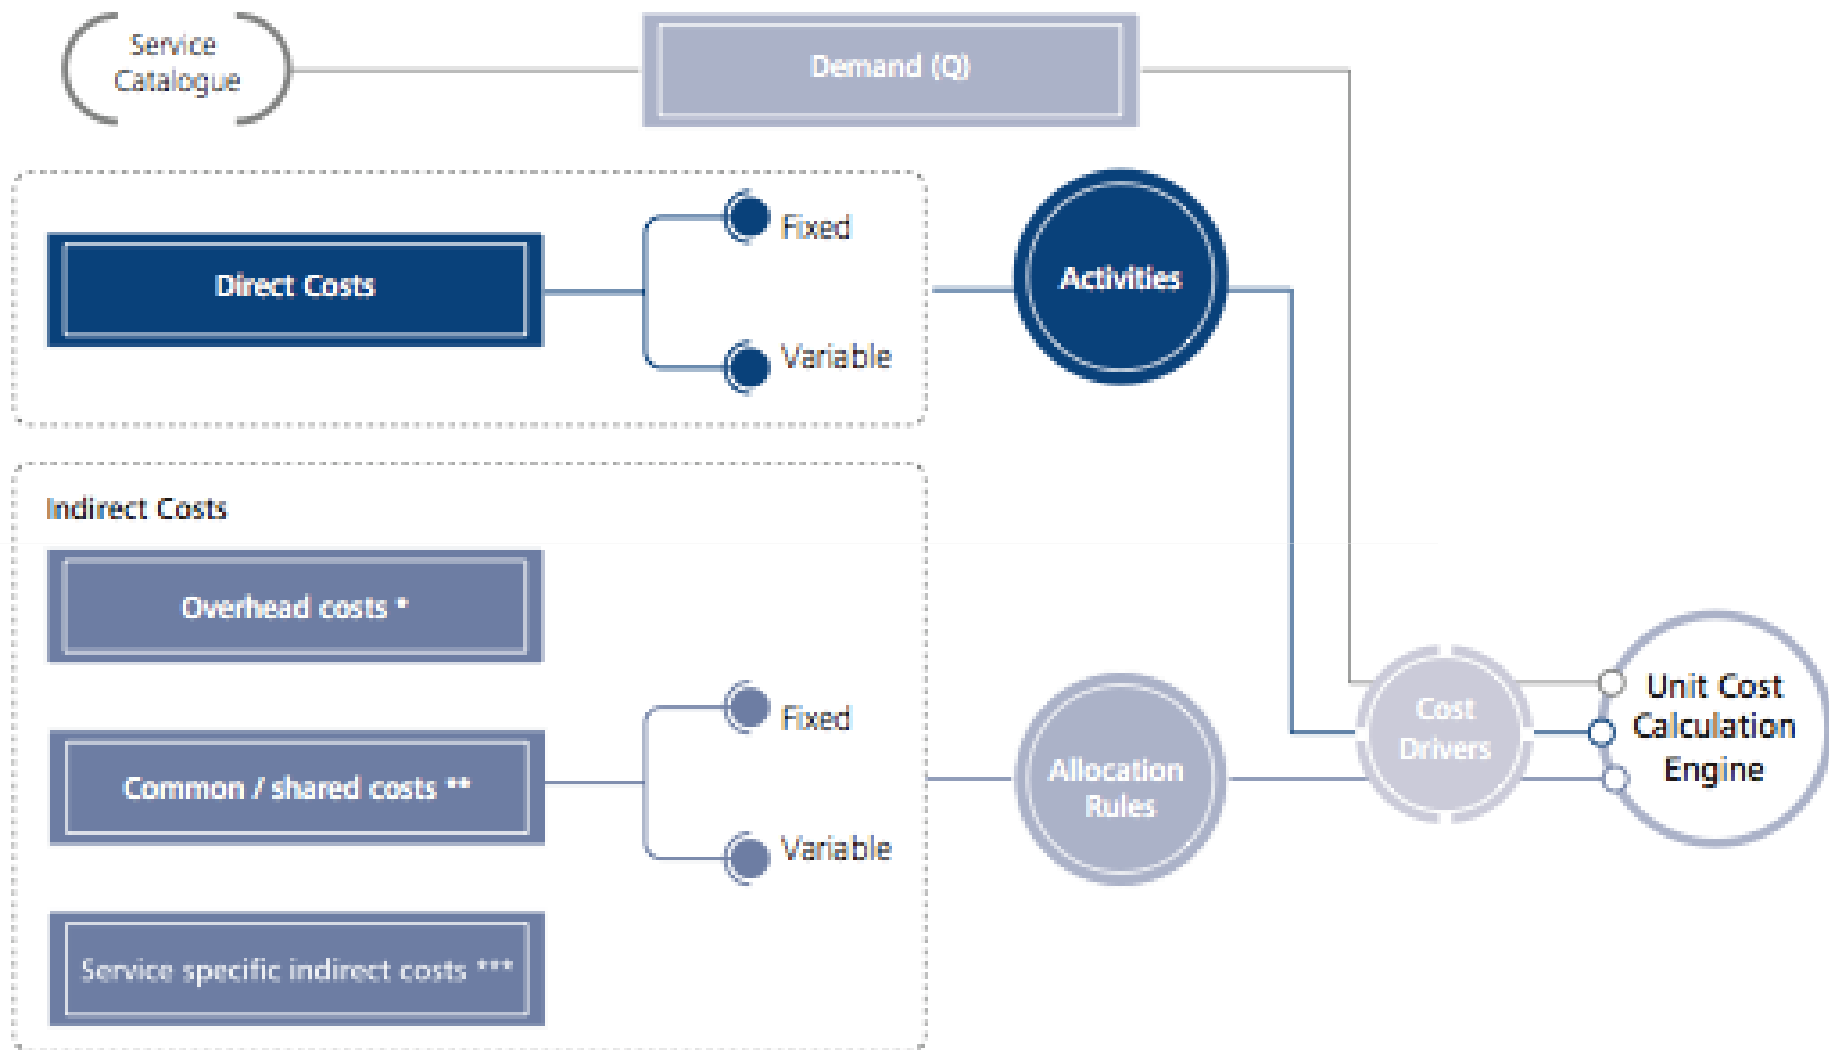 Service
Catalogue
Demand (Q)
Direct Costs
Fixed
Variable
Activities
Indirect Costs
Overhead costs *
Common / shared costs **
Fixed
Variable
Service specific indirect costs ***
Allocation
Rules
Cost
Drivers
Unit Cost
Calculation
Engine